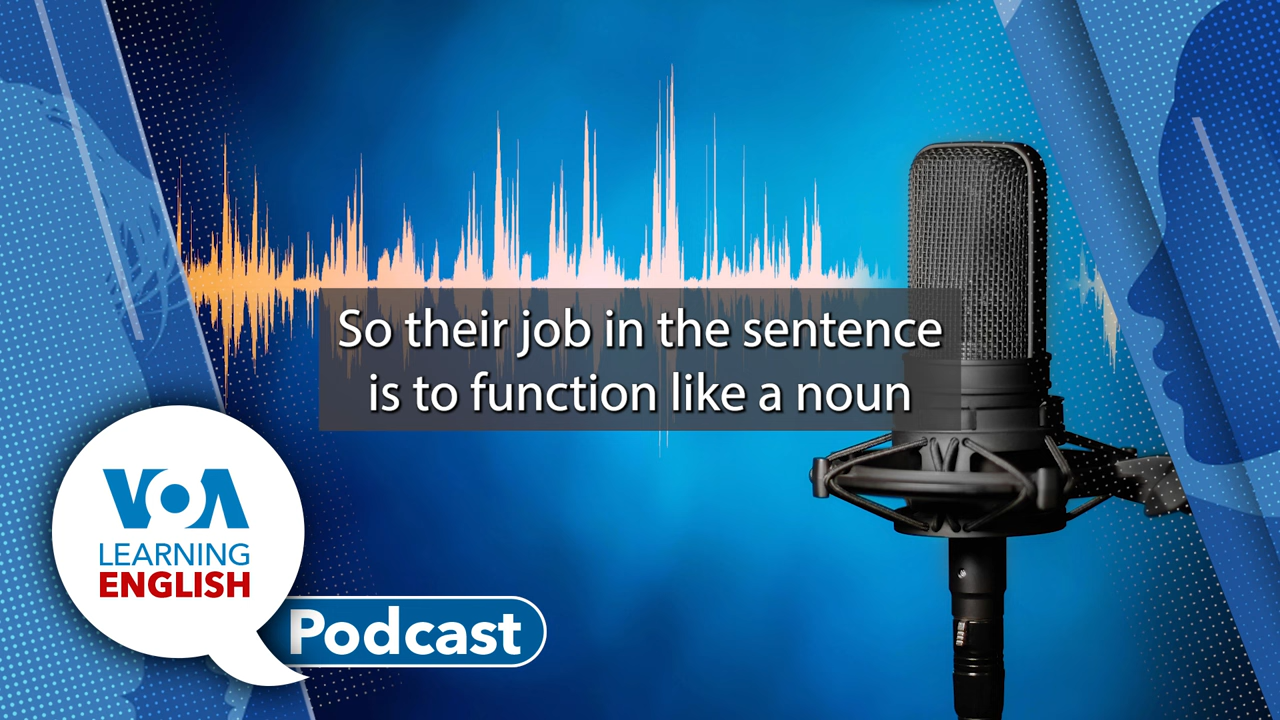 So their job in the sentence
is to function like a noun
VOA
LEARNING
ENGLISH
Podcast